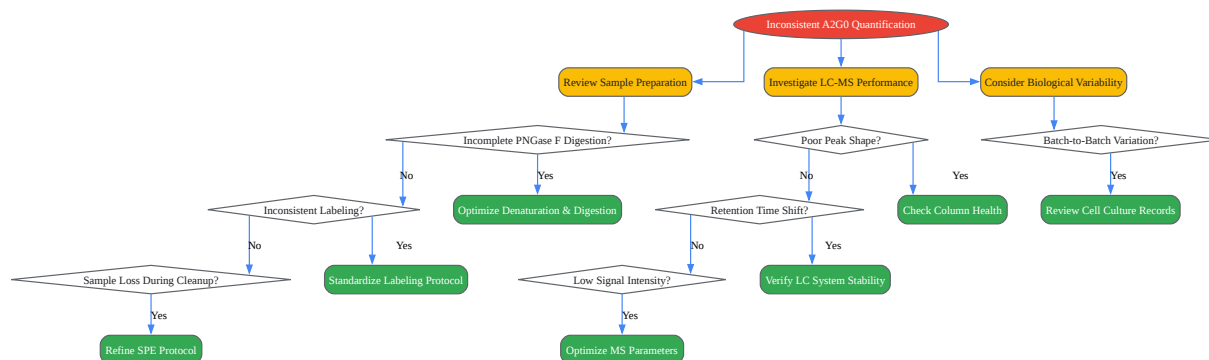 Inconsistent A2G0 Quantification
Review Sample Preparation
Investigate LC-MS Performance
Consider Biological Variability
Incomplete PNGase F Digestion?
Poor Peak Shape?
Batch-to-Batch Variation?
No
Yes
No
Yes
Yes
Inconsistent Labeling?
Optimize Denaturation & Digestion
Retention Time Shift?
Check Column Health
Review Cell Culture Records
No
Yes
No
Yes
Sample Loss During Cleanup?
Standardize Labeling Protocol
Low Signal Intensity?
Verify LC System Stability
Yes
Yes
Refine SPE Protocol
Optimize MS Parameters